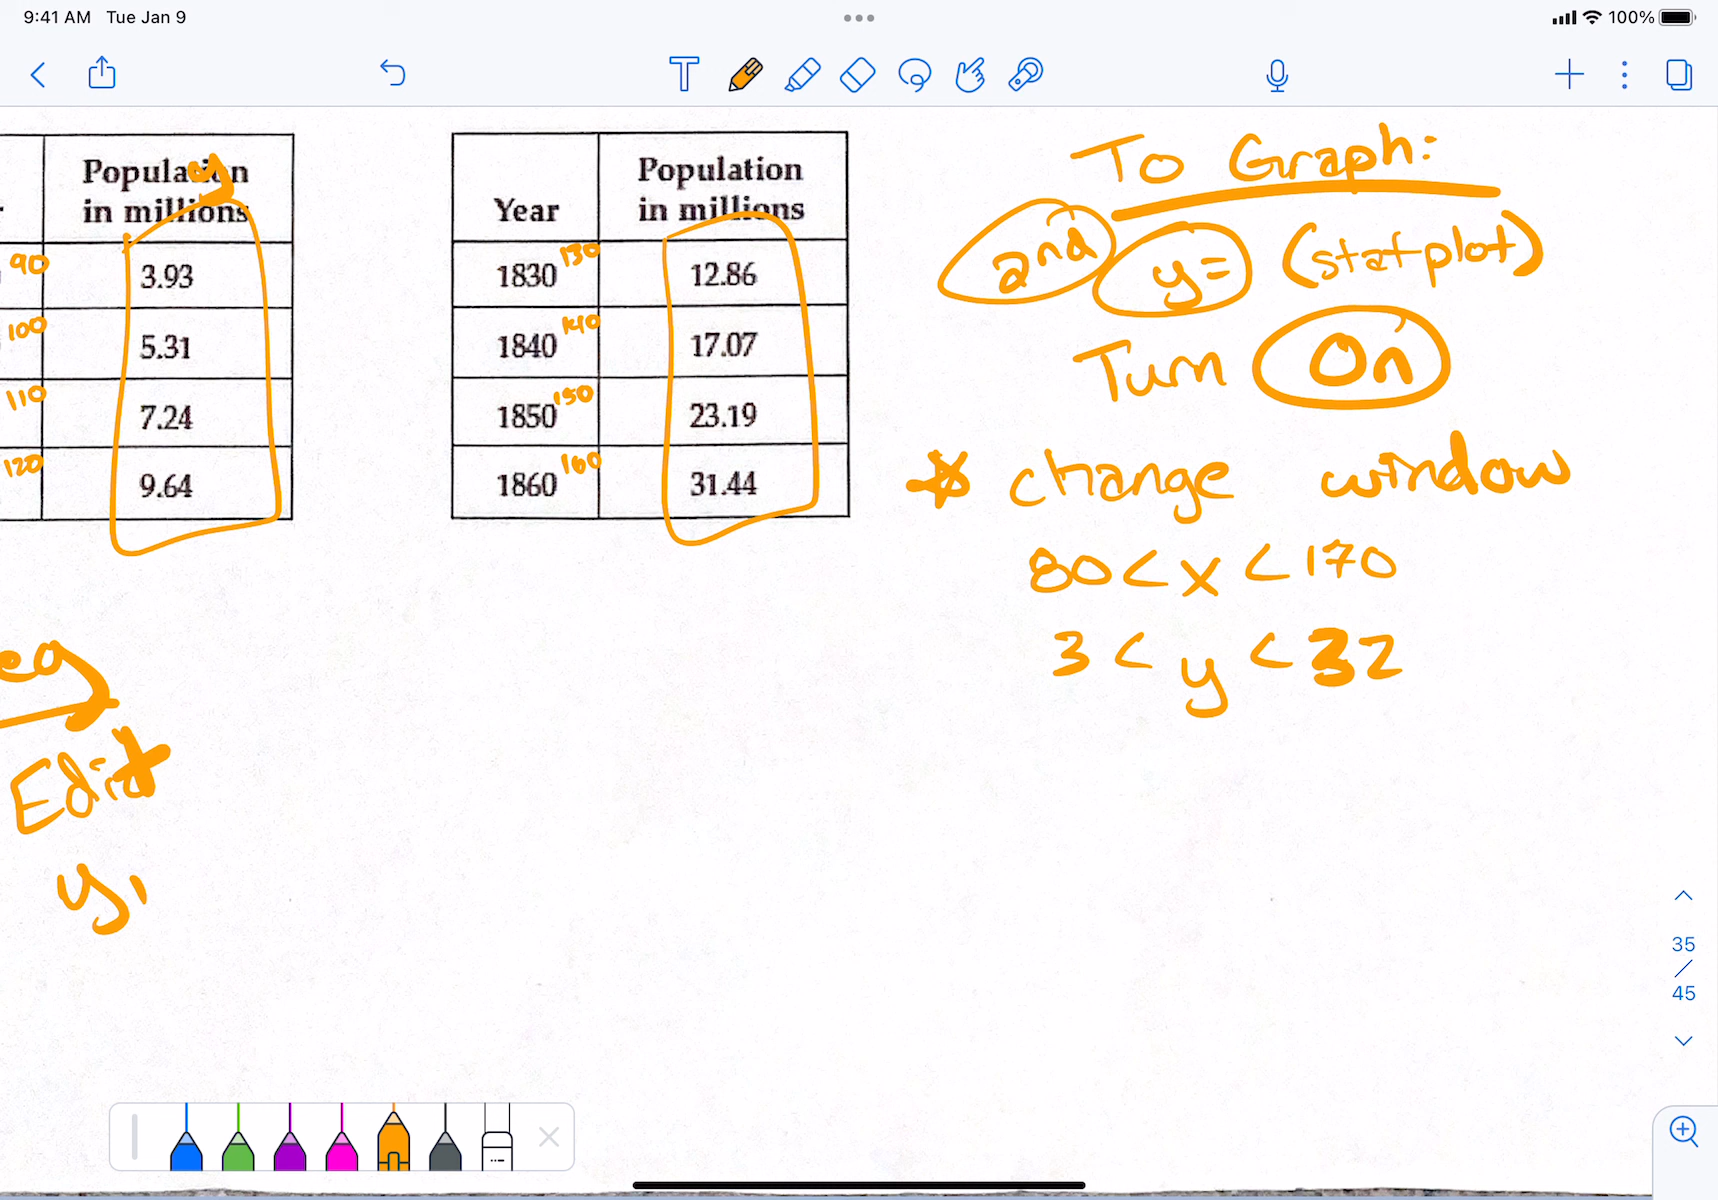 9:41 AM Tue Jan 9
100%
Population
in millions
y
90
3.93
100
5.31
110
7.24
120
9.64
Year
Population
in millions
1830
130
12.86
1840
140
17.07
1850
150
23.19
1860
160
31.44
To Graph:
2nd y= (statplot)
Turn On
* change window
80 < x < 170
3 < y < 32
eg
Edit
y,
35
/
45